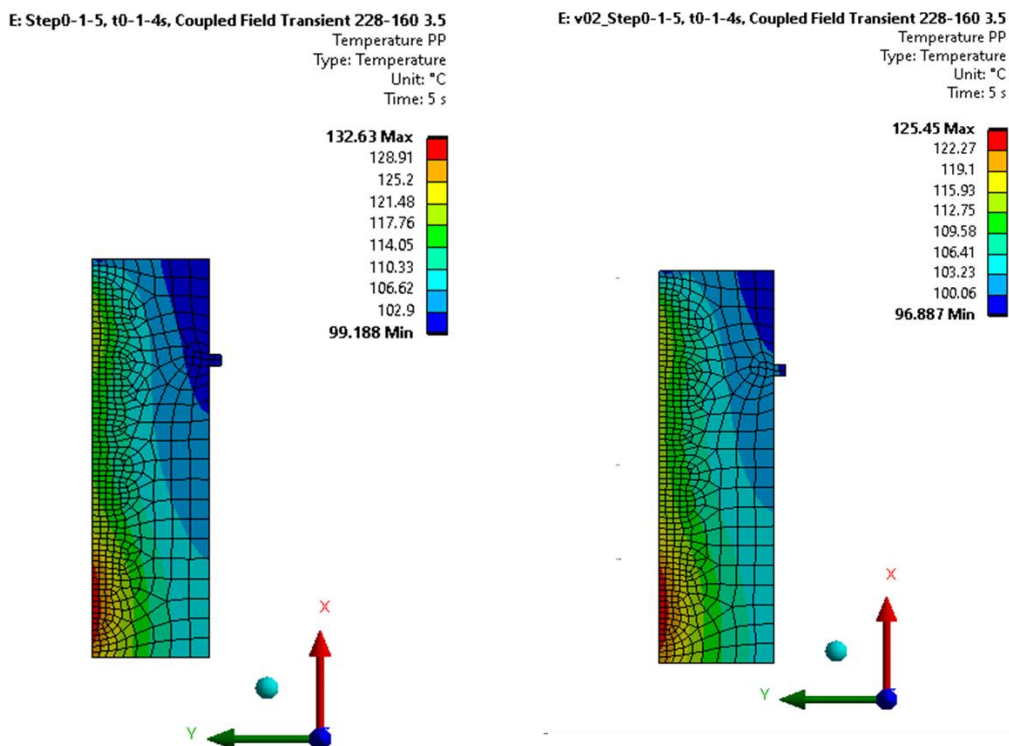 E: Step0-1-5, t0-1-4s, Coupled Field Transient 228-160 3.5
Temperature PP
Type: Temperature
Unit: °C
Time: 5 s
132.63 Max
128.91
125.2
121.48
117.76
114.05
110.33
106.62
102.9
99.188 Min
X
Y
E: v02_Step0-1-5, t0-1-4s, Coupled Field Transient 228-160 3.5
Temperature PP
Type: Temperature
Unit: °C
Time: 5 s
125.45 Max
122.27
119.1
115.93
112.75
109.58
106.41
103.23
100.06
96.887 Min
X
Y